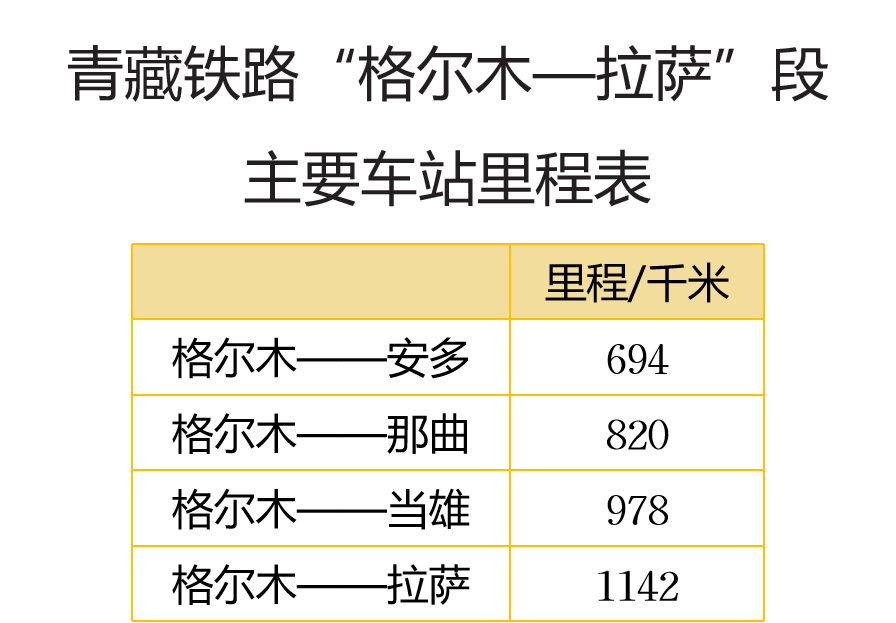 青藏铁路“格尔木—拉萨”段
主要车站里程表
里程/千米
格尔木——安多 694
格尔木——那曲 820
格尔木——当雄 978
格尔木——拉萨 1142